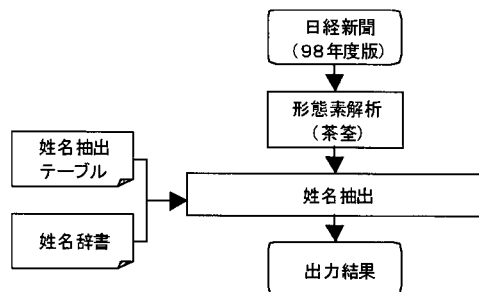 日経新聞
(98年度版)
形態素解析
(茶筌)
姓名抽出
テーブル
姓名抽出
姓名辞書
出力結果